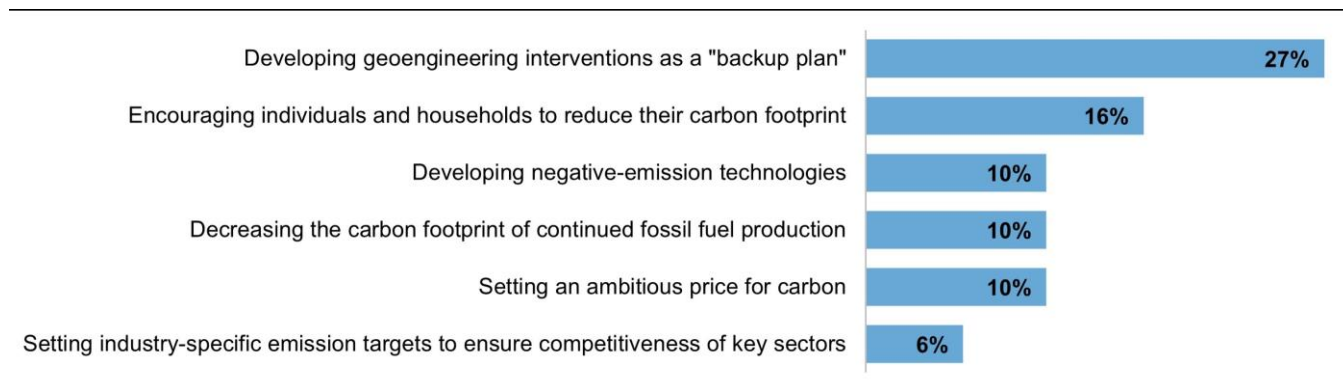 Developing geoengineering interventions as a "backup plan" 27%
Encouraging individuals and households to reduce their carbon footprint 16%
Developing negative-emission technologies 10%
Decreasing the carbon footprint of continued fossil fuel production 10%
Setting an ambitious price for carbon 10%
Setting industry-specific emission targets to ensure competitiveness of key sectors 6%